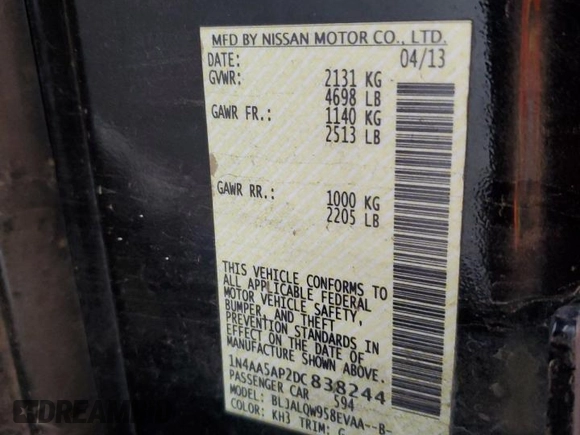 MFD BY NISSAN MOTOR CO., LTD.
DATE: 04/13
GVWR: 2131 KG
4698 LB
GAWR FR.: 1140 KG
2513 LB
GAWR RR.: 1000 KG
2205 LB
THIS VEHICLE CONFORMS TO
ALL APPLICABLE FEDERAL
MOTOR VEHICLE SAFETY,
BUMPER, AND THEFT
PREVENTION STANDARDS IN
EFFECT ON THE DATE OF
MANUFACTURE SHOWN ABOVE.
1N4AA5AP2DC838244
PASSENGER CAR 594
MODEL: BLJALQW958EVAA--B-
COLOR: KH3 TRIM: G